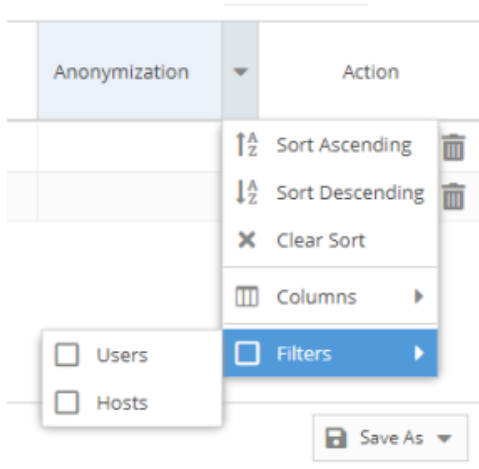 Anonymization
Action
Sort Ascending
Sort Descending
Clear Sort
Columns
Filters
Users
Hosts
Save As